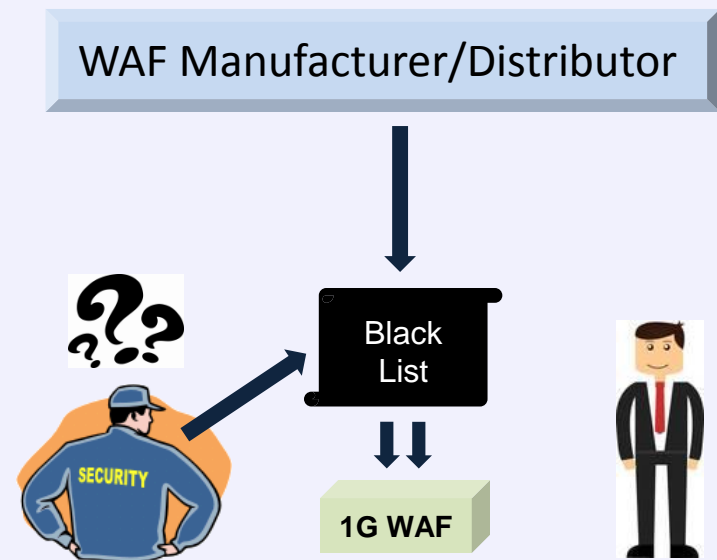 WAF Manufacturer/Distributor
???
Black
List
SECURITY
1G WAF